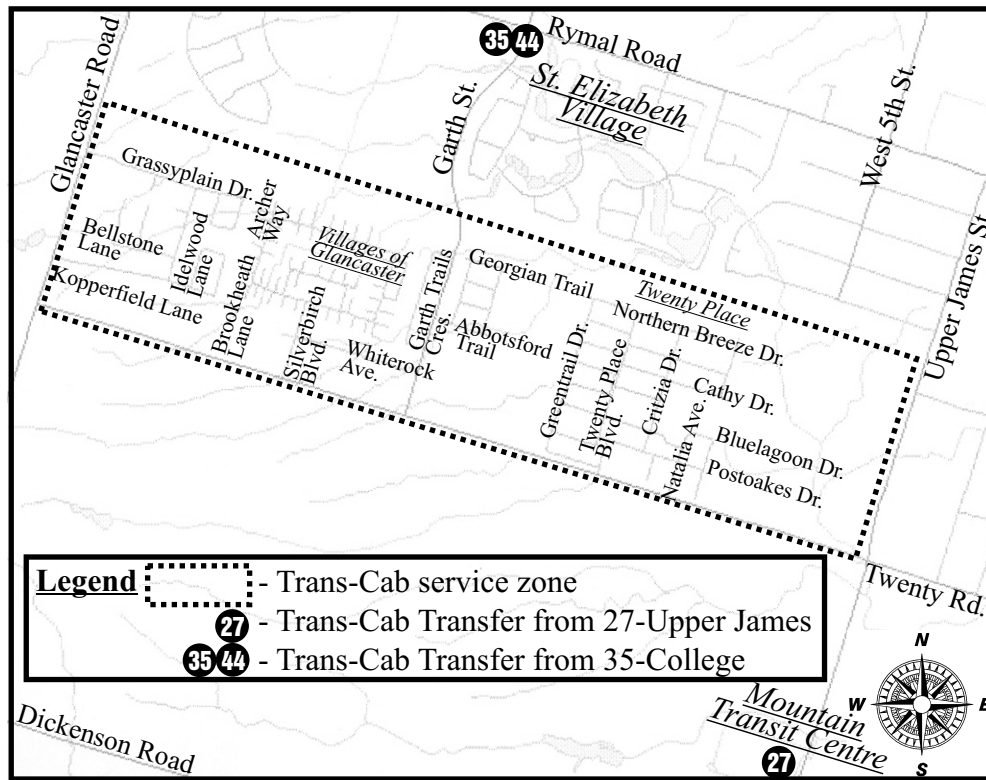 35 44
Rymal Road
St. Elizabeth
Village
Glancaster Road
Garth St.
West 5th St.
Upper James St.
Grassyplain Dr.
Archer
Way
Bellstone
Lane
Idelwood
Lane
Villages of
Glancaster
Kopperfield Lane
Brookheath
Lane
Silverbirch
Blvd.
Whiterock
Ave.
Garth Trails
Cres.
Georgian Trail
Abbotsford
Trail
Twenty Place
Northern Breeze Dr.
Greentrail Dr.
Twenty Place
Blvd.
Critzia Dr.
Natalia Ave.
Cathy Dr.
Bluelagoon Dr.
Postoakes Dr.
Twenty Rd.
Legend
- Trans-Cab service zone
27 - Trans-Cab Transfer from 27-Upper James
35 44 - Trans-Cab Transfer from 35-College
Dickenson Road
Mountain
Transit Centre
27
N
W E
S